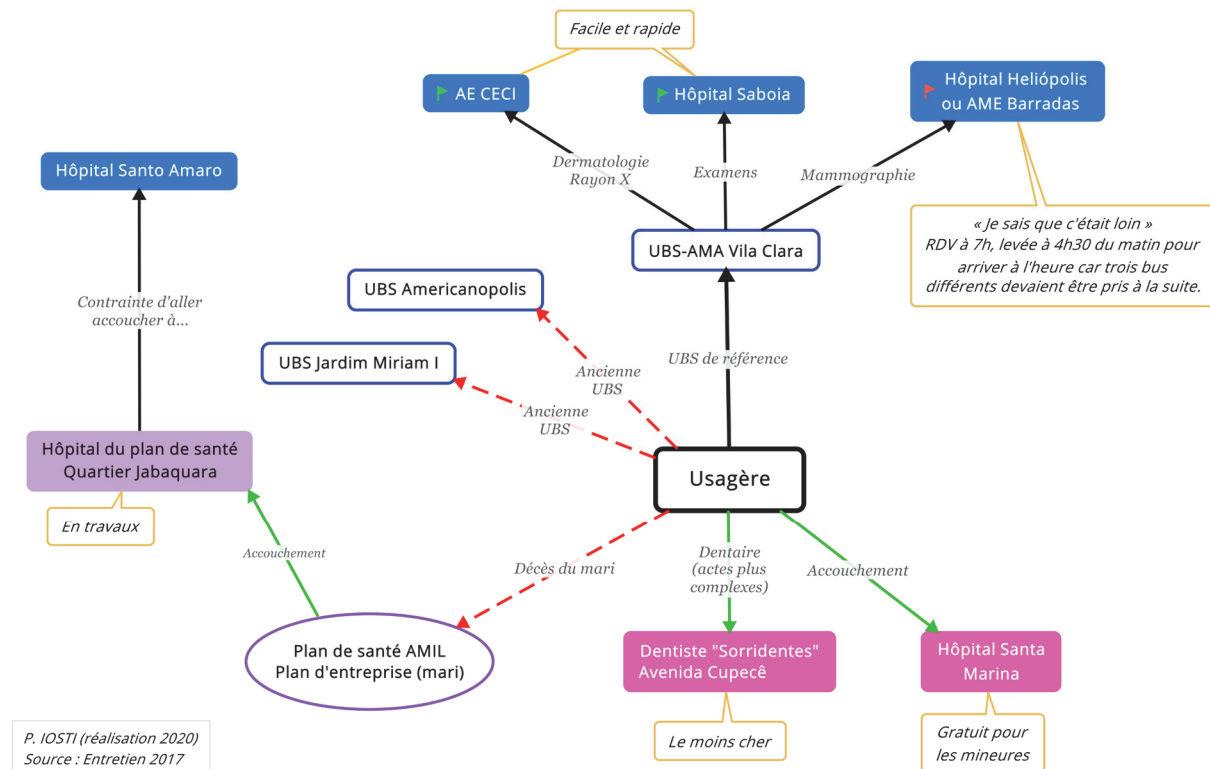 Facile et rapide
AE CECI
Hôpital Saboia
Hôpital Heliópolis
ou AME Barradas
Hôpital Santo Amaro
Dermatologie
Rayon X
Examens
Mammographie
« Je sais que c'était loin »
RDV à 7h, levée à 4h30 du matin pour
arriver à l'heure car trois bus
différents devaient être pris à la suite.
UBS-AMA Vila Clara
UBS Americanopolis
Contrainte d'aller
accoucher à...
UBS Jardim Miriam I
UBS de référence
Ancienne
UBS
Ancienne
UBS
Hôpital du plan de santé
Quartier Jabaquara
Usagère
En travaux
Accouchement
Décès du mari
Dentaire
(actes plus
complexes)
Accouchement
Plan de santé AMIL
Plan d'entreprise (mari)
Dentiste "Sorridentes"
Avenida Cupecê
Hôpital Santa
Marina
Le moins cher
Gratuit pour
les mineures
P. IOSTI (réalisation 2020)
Source : Entretien 2017